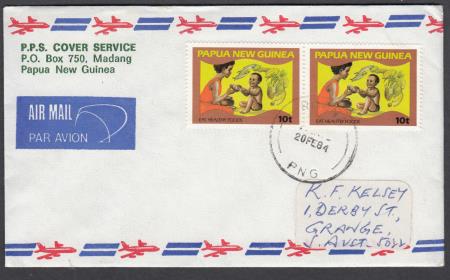 P.P.S. COVER SERVICE
P.O. Box 750, Madang
Papua New Guinea
AIR MAIL
PAR AVION
PAPUA NEW GUINEA
EAT HEALTHY FOODS
10t
PAPUA NEW GUINEA
EAT HEALTHY FOODS
10t
20FE84
PNG
K. F. KELSEY
1, DERBY ST,
GRANGE,
S. AUST. 5022